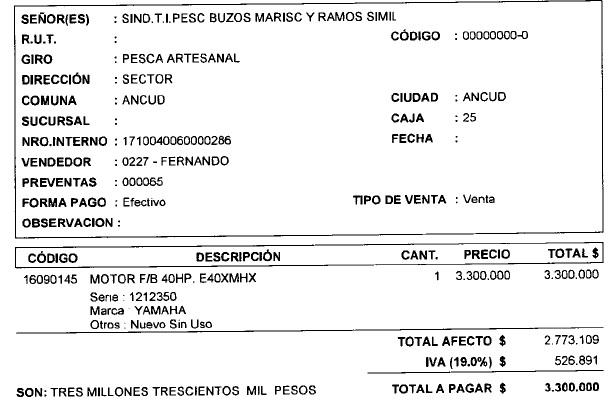 SEÑOR(ES) : SIND.T.I.PESC BUZOS MARISC Y RAMOS SIMIL
R.U.T. : CÓDIGO : 00000000-0
GIRO : PESCA ARTESANAL
DIRECCIÓN : SECTOR
COMUNA : ANCUD CIUDAD : ANCUD
SUCURSAL : CAJA : 25
NRO.INTERNO : 1710040060000286 FECHA :
VENDEDOR : 0227 - FERNANDO
PREVENTAS : 000065
FORMA PAGO : Efectivo TIPO DE VENTA : Venta
OBSERVACION :
CÓDIGO DESCRIPCIÓN CANT. PRECIO TOTAL $
16090145 MOTOR F/B 40HP. E40XMHX 1 3.300.000 3.300.000
Serie : 1212350
Marca : YAMAHA
Otros : Nuevo Sin Uso
TOTAL AFECTO $ 2.773.109
IVA (19.0%) $ 526.891
SON: TRES MILLONES TRESCIENTOS MIL PESOS TOTAL A PAGAR $ 3.300.000